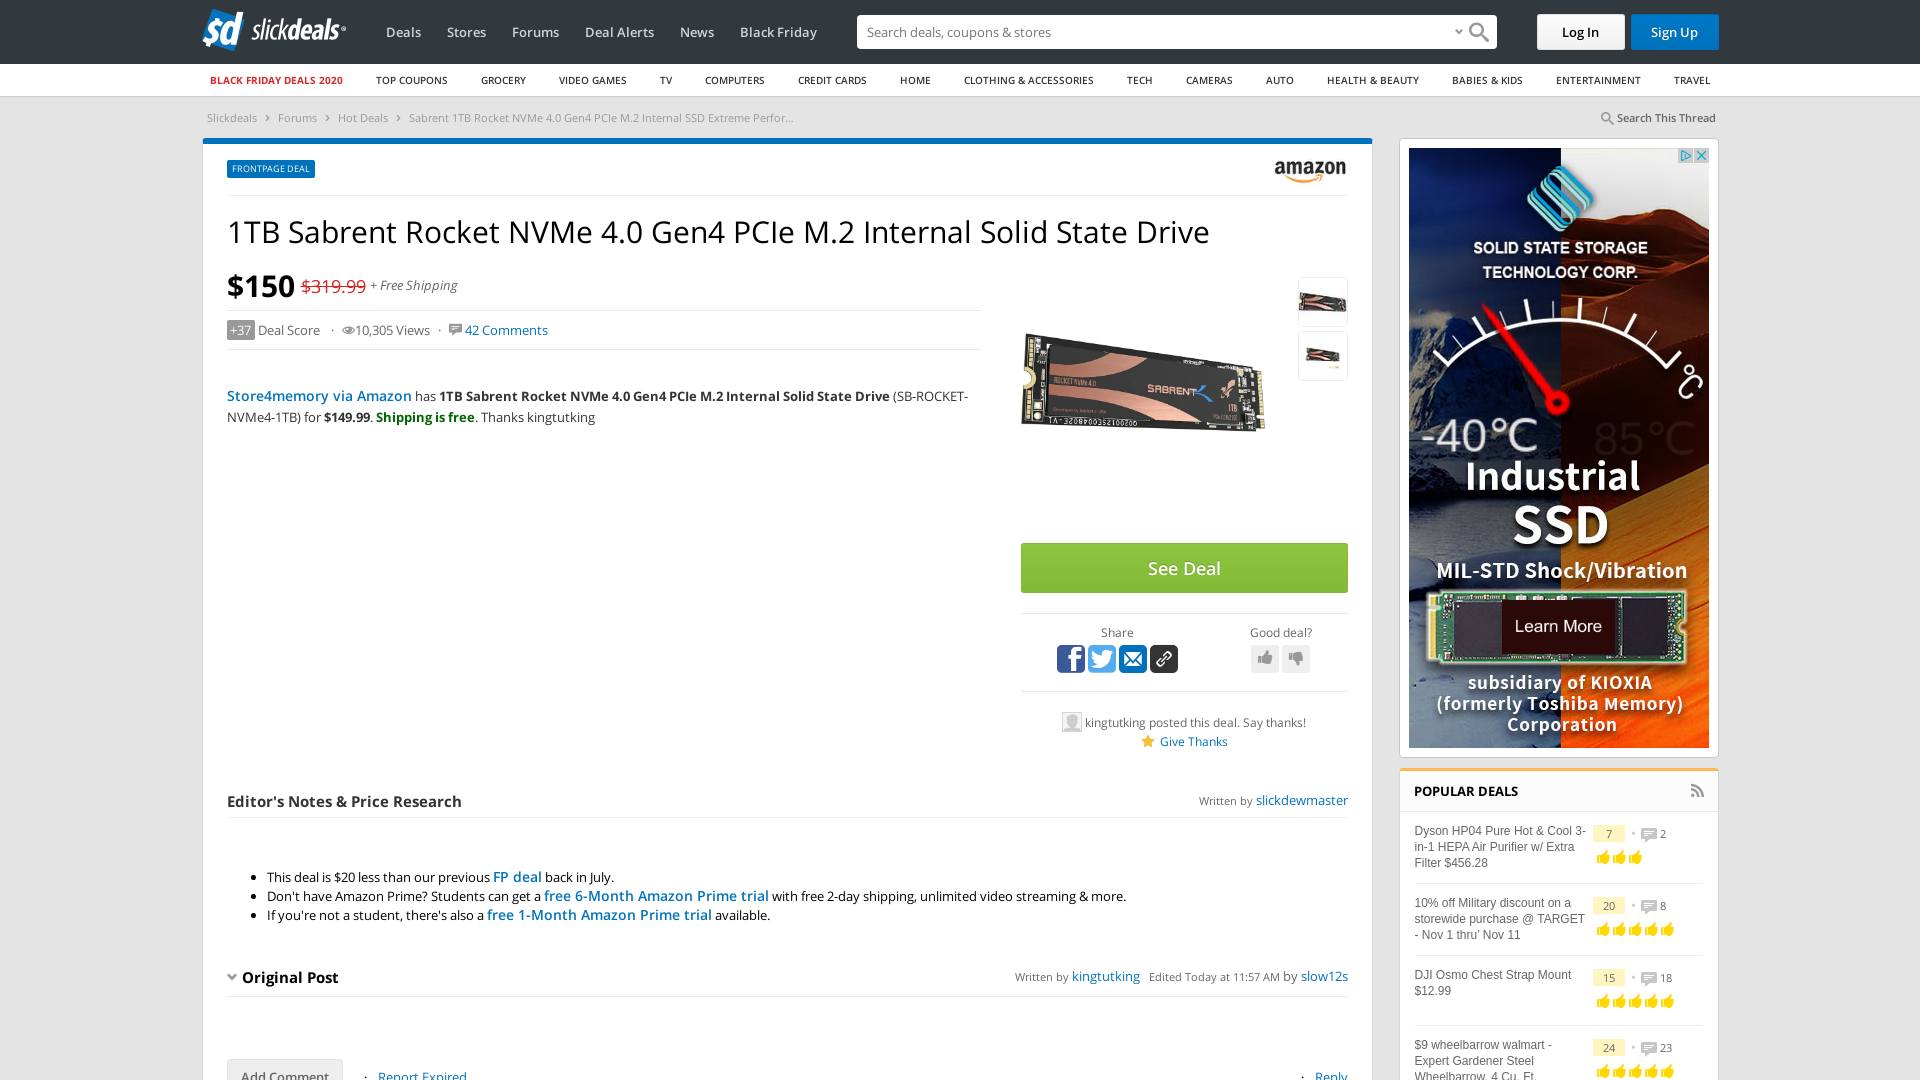 sd slickdeals
Deals Stores Forums Deal Alerts News Black Friday
Search deals, coupons & shops
Log In
Sign Up
BLACK FRIDAY DEALS 2020 TOP COUPONS GROCERY VIDEO GAMES TV COMPUTERS CREDIT CARDS HOME CLOTHING & ACCESSORIES TECH CAMERAS AUTO HEALTH & BEAUTY BABIES & KIDS ENTERTAINMENT TRAVEL
Slickdeals › Forums › Hot Deals › Sabrent 1TB Rocket NVMe 4.0 Gen4 PCIe M.2 Internal SSD Extreme Perfor...
Search This Thread
FRONTPAGE DEAL
amazon
1TB Sabrent Rocket NVMe 4.0 Gen4 PCIe M.2 Internal Solid State Drive
$150 $319.99 + Free Shipping
+37 Deal Score · 10,305 Views · 42 Comments
Store4memory via Amazon has 1TB Sabrent Rocket NVMe 4.0 Gen4 PCIe M.2 Internal Solid State Drive (SB-ROCKET-
NVMe4-1TB) for $149.99. Shipping is free. Thanks kingtutking
ROCKET NVMe 4.0
SABRENT
1TB
See Deal
Share
Good deal?
kingtutking posted this deal. Say thanks!
Give Thanks
Editor's Notes & Price Research
Written by slickdewmaster
• This deal is $20 less than our previous FP deal back in July.
• Don't have Amazon Prime? Students can get a free 6-Month Amazon Prime trial with free 2-day shipping, unlimited video streaming & more.
• If you're not a student, there's also a free 1-Month Amazon Prime trial available.
Original Post
Written by kingtutking Edited Today at 11:57 AM by slow12s
Add Comment
· Report Expired
· Reply
SOLID STATE STORAGE
TECHNOLOGY CORP.
°C
-40°C 85°C
Industrial
SSD
MIL-STD Shock/Vibration
Learn More
subsidiary of KIOXIA
(formerly Toshiba Memory)
Corporation
POPULAR DEALS
Dyson HP04 Pure Hot & Cool 3-
in-1 HEPA Air Purifier w/ Extra
Filter $456.28
7 • 2
10% off Military discount on a
storewide purchase @ TARGET
- Nov 1 thru' Nov 11
20 • 8
DJI Osmo Chest Strap Mount
$12.99
15 • 18
$9 wheelbarrow walmart -
Expert Gardener Steel
Wheelbarrow, 4 Cu. Ft.
24 • 23